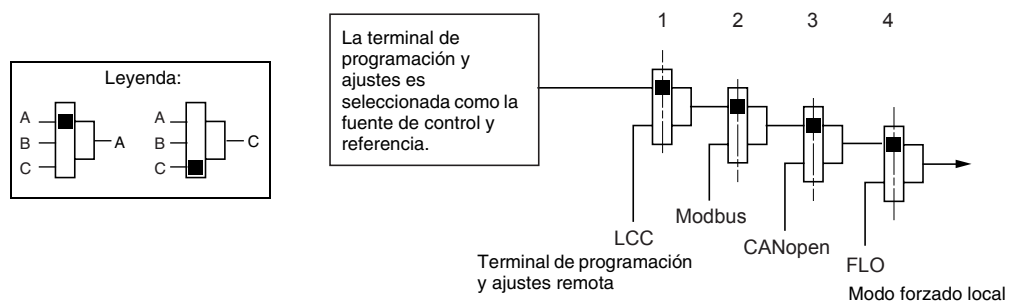 1 2 3 4
La terminal de
programación y
ajustes es
seleccionada como la
fuente de control y
referencia.
Leyenda:
A
B
C
A
A
B
C
C
LCC
Terminal de programación
y ajustes remota
Modbus
CANopen
FLO
Modo forzado local